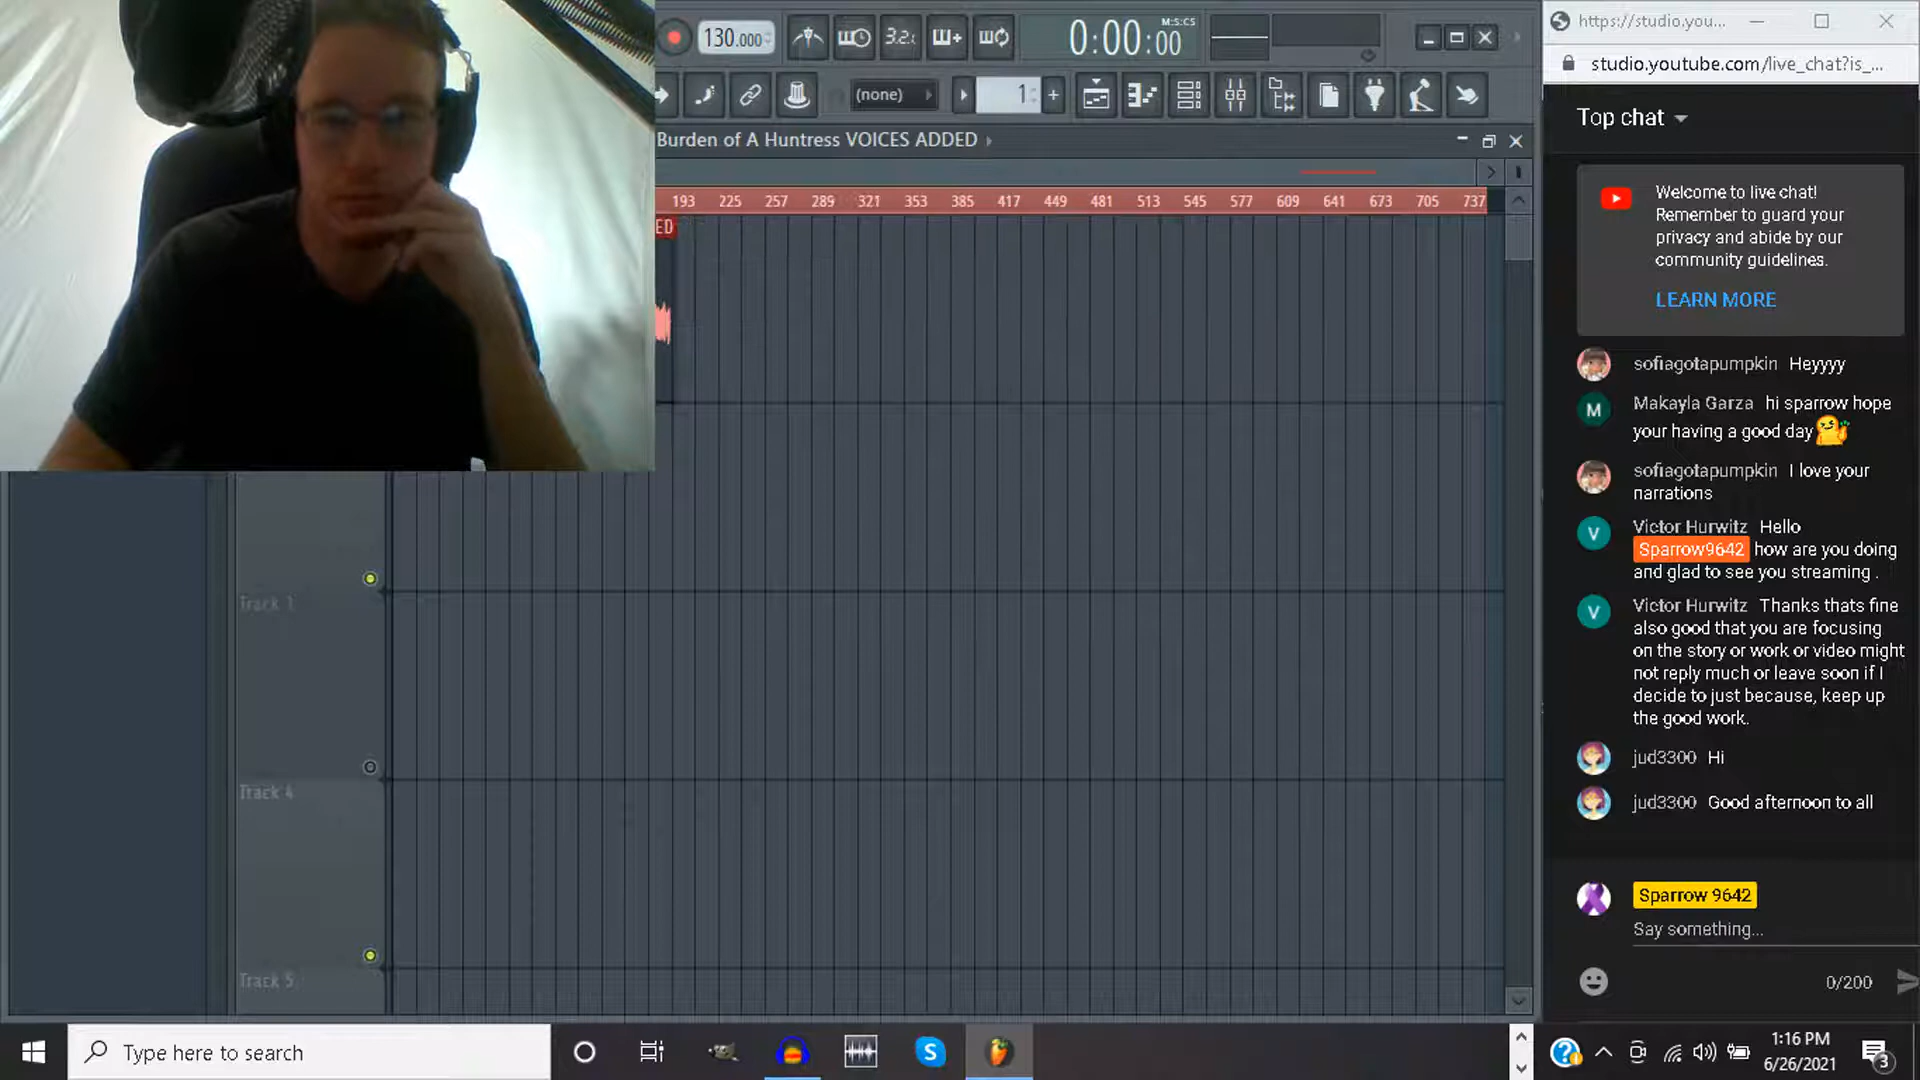 130.000
3.2:
0:00:00
M:S:CS
(none)
1
Burden of A Huntress VOICES ADDED
193 225 257 289 321 353 385 417 449 481 513 545 577 609 641 673 705 737
ED
Track 4
Track 5
https://studio.you...
studio.youtube.com/live_chat?is_...
Top chat
Welcome to live chat!
Remember to guard your
privacy and abide by our
community guidelines.
LEARN MORE
sofiagotapumpkin Heyyyy
M
Makayla Garza hi sparrow hope
your having a good day
sofiagotapumpkin I love your
narrations
V
Victor Hurwitz Hello
Sparrow9642 how are you doing
and glad to see you streaming .
V
Victor Hurwitz Thanks thats fine
also good that you are focusing
on the story or work or video might
not reply much or leave soon if I
decide to just because, keep up
the good work.
jud3300 Hi
jud3300 Good afternoon to all
Sparrow 9642
Say something...
0/200
Type here to search
S
1:16 PM
6/26/2021
3